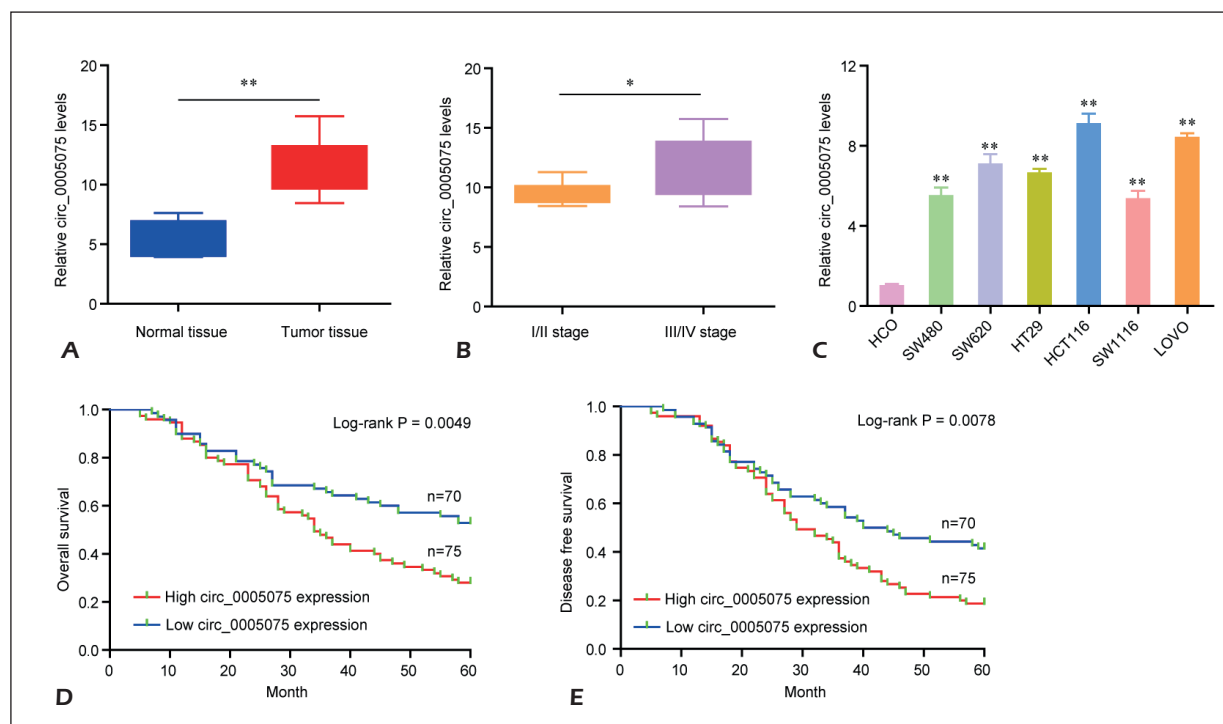 20
15
10
5
0
Relative circ_0005075 levels
**
Normal tissue
Tumor tissue
A
20
15
10
5
0
Relative circ_0005075 levels
*
I/II stage
III/IV stage
B
12
8
4
0
Relative circ_0005075 levels
**
**
**
**
**
**
HCO
SW480
SW620
HT29
HCT116
SW1116
LOVO
C
1.0
0.8
0.6
0.4
0.2
0.0
Overall survival
Log-rank P = 0.0049
n=70
n=75
High circ_0005075 expression
Low circ_0005075 expression
0 10 20 30 40 50 60
Month
D
1.0
0.8
0.6
0.4
0.2
0.0
Disease free survival
Log-rank P = 0.0078
n=70
n=75
High circ_0005075 expression
Low circ_0005075 expression
0 10 20 30 40 50 60
Month
E